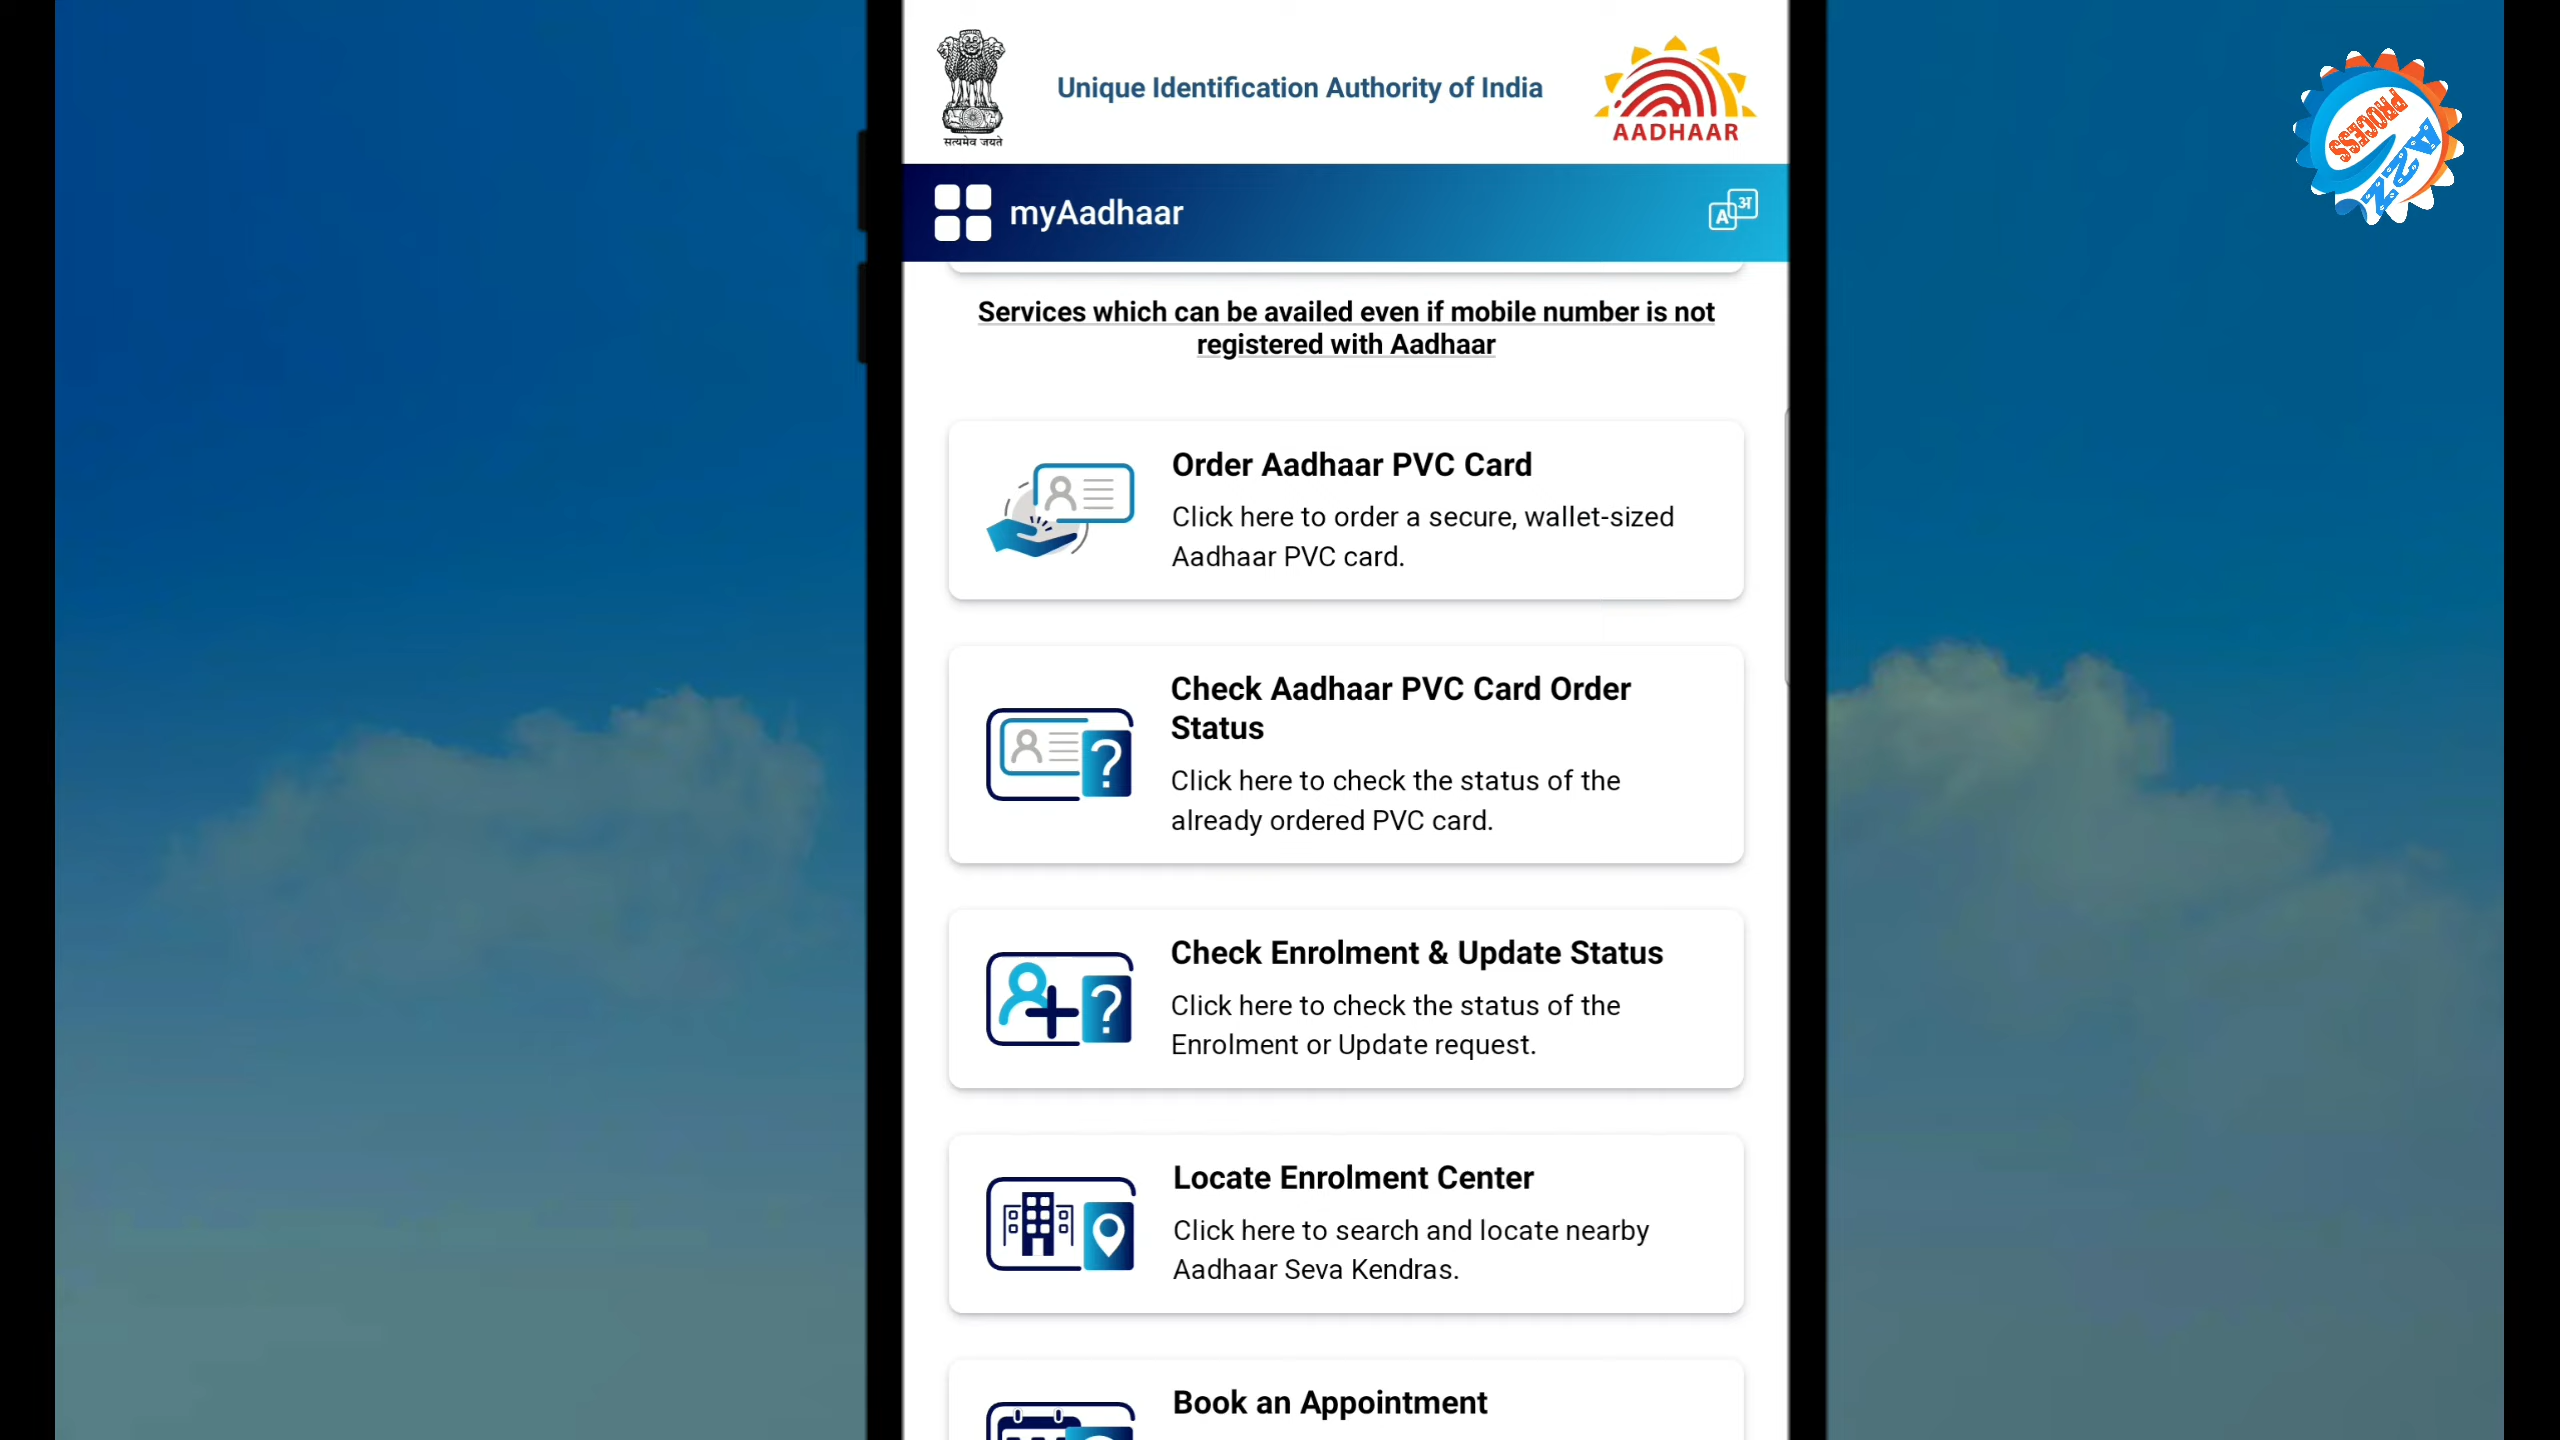 सत्यमेव जयते
Unique Identification Authority of India
AADHAAR
A2Z
PROCESS
myAadhaar
A अ
Services which can be availed even if mobile number is not
registered with Aadhaar
Order Aadhaar PVC Card
Click here to order a secure, wallet-sized
Aadhaar PVC card.
Check Aadhaar PVC Card Order
Status
Click here to check the status of the
already ordered PVC card.
?
Check Enrolment & Update Status
Click here to check the status of the
Enrolment or Update request.
?
Locate Enrolment Center
Click here to search and locate nearby
Aadhaar Seva Kendras.
Book an Appointment